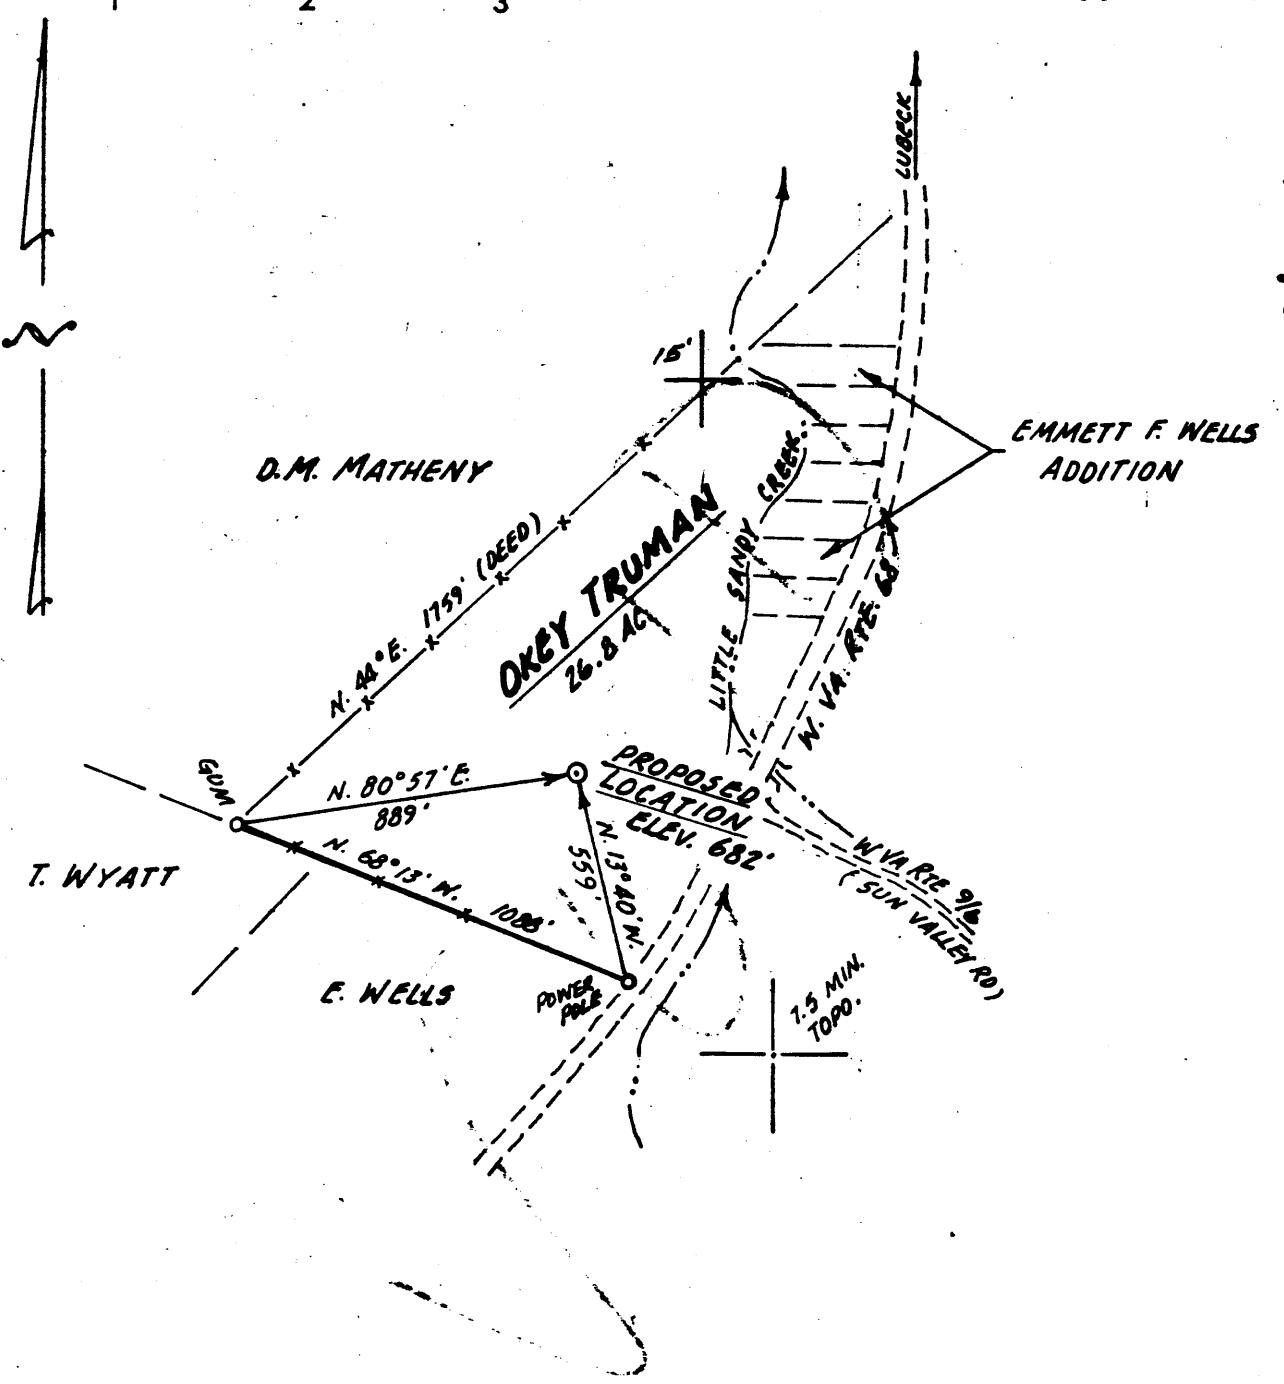 1 2 3
LUBECK
N
15'
EMMETT F. WELLS
ADDITION
D.M. MATHENY
CREEK
LITTLE SANDY
N. 44° E. 1759' (DEED)
OKEY TRUMAN
26.8 AC
W. VA. RTE. 68
GUM
N. 80° 57' E.
889'
PROPOSED
LOCATION
ELEV. 682'
N. 13° 40' W.
559'
N. 68° 13' W. 1088'
T. WYATT
W VA RTE 9/6
(SUN VALLEY RD)
E. WELLS
POWER
POLE
7.5 MIN.
TOPO.